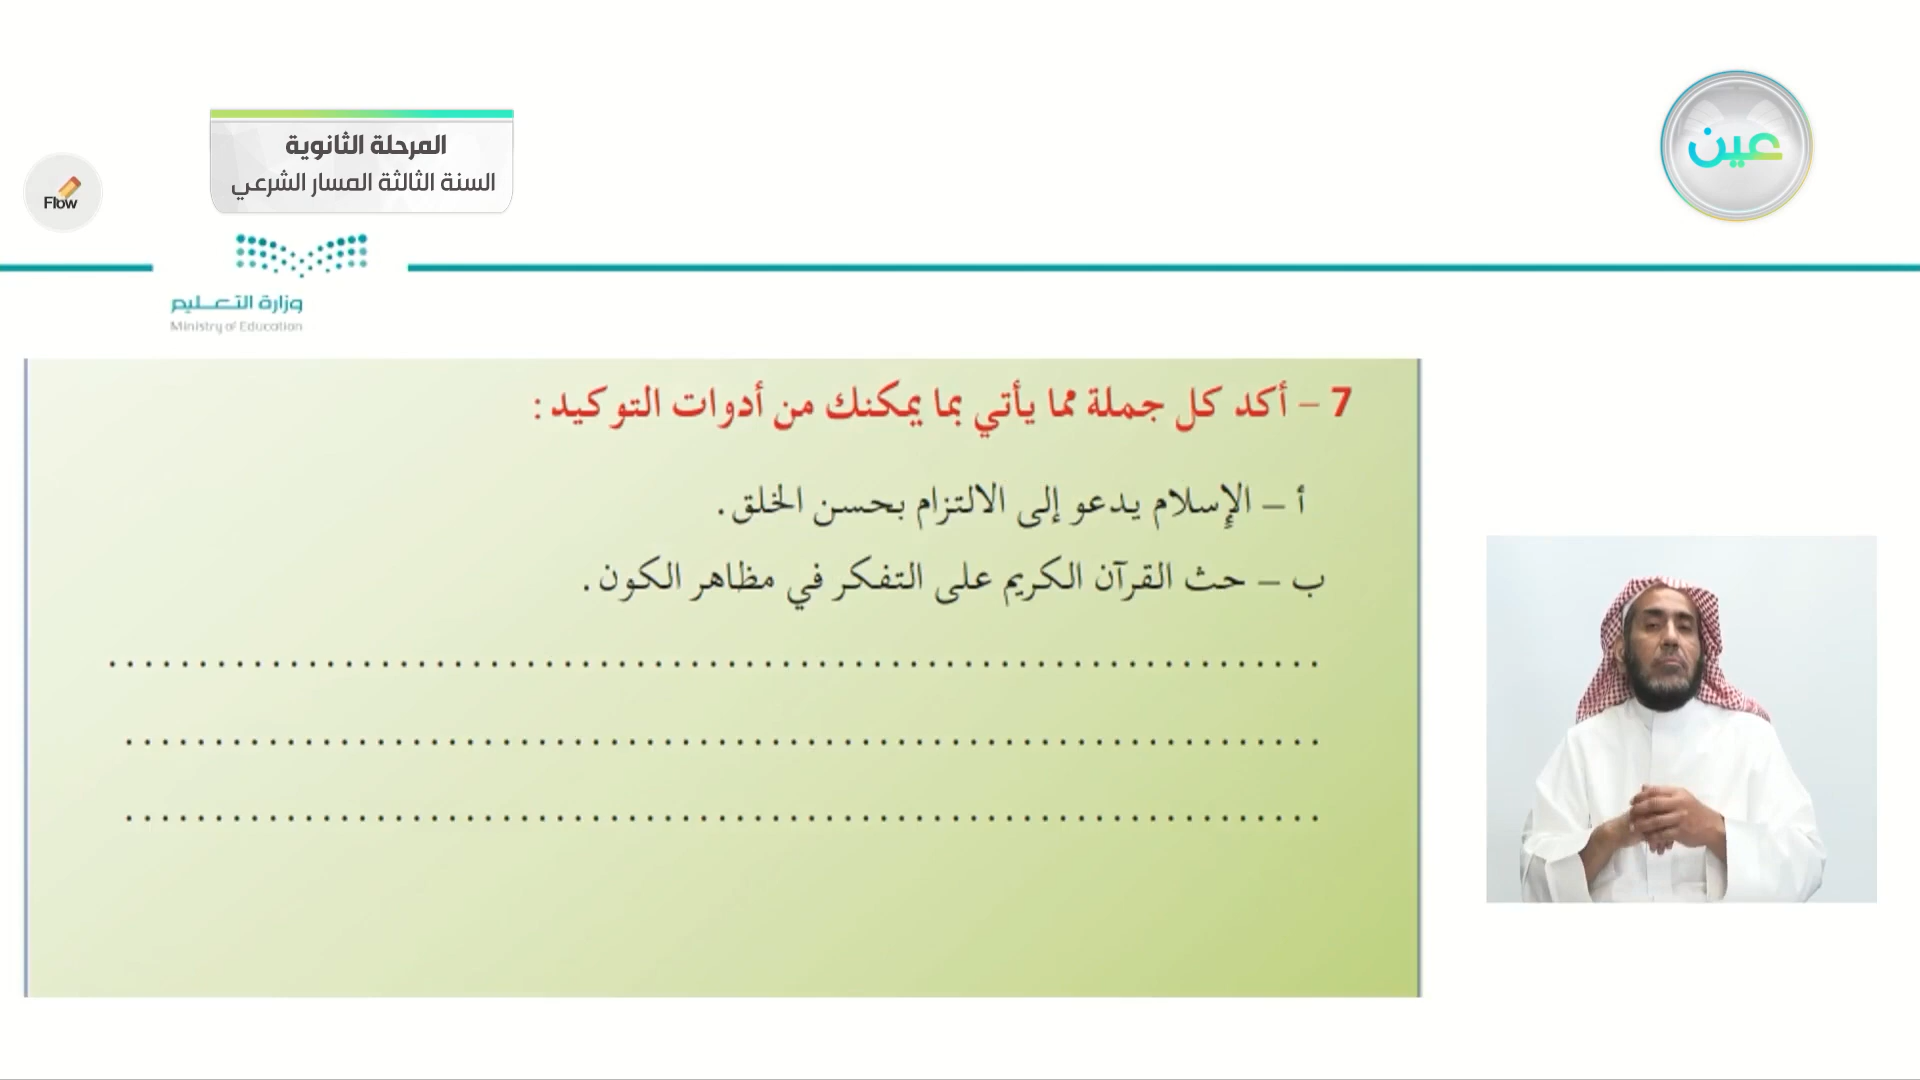 عين
المرحلة الثانوية
السنة الثالثة المسار الشرعي
Flow
وزارة التعليم
Ministry of Education
7 – أكد كل جملة مما يأتي بما يمكنك من أدوات التوكيد :
أ – الإسلام يدعو إلى الالتزام بحسن الخلق .
ب – حث القرآن الكريم على التفكر في مظاهر الكون .